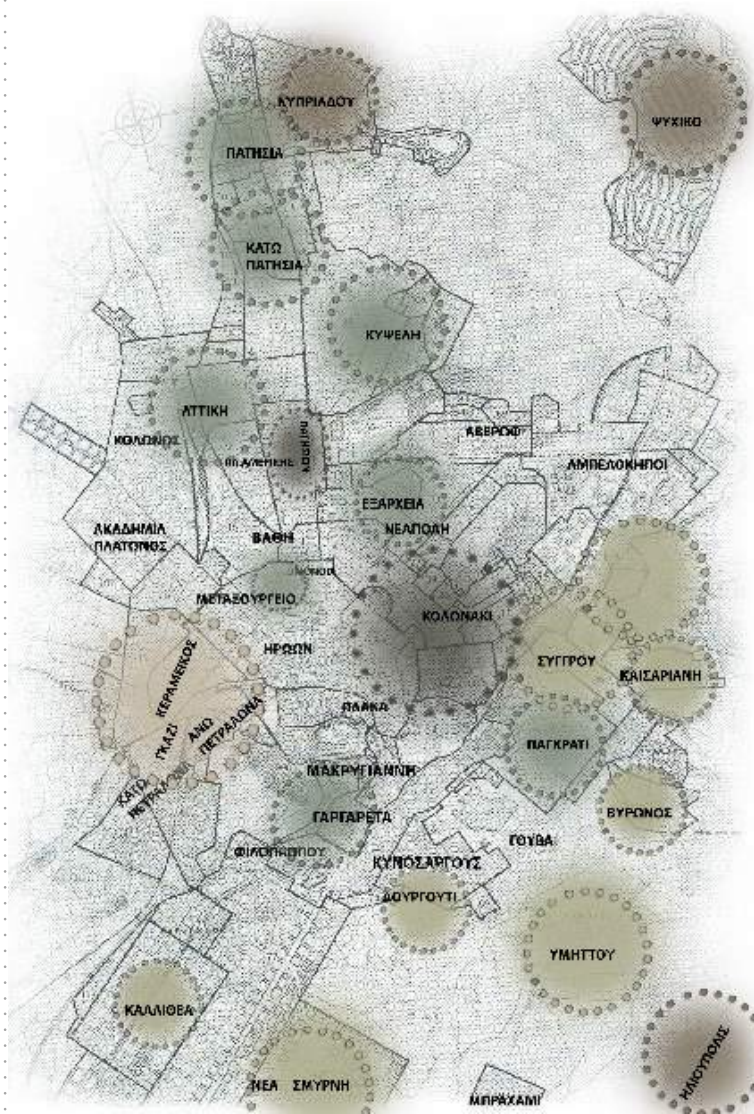 ΚΥΠΡΙΑΔΟΥ
ΨΥΧΙΚΟ
ΠΑΤΗΣΙΑ
ΚΑΤΩ
ΠΑΤΗΣΙΑ
ΚΥΨΕΛΗ
ΑΤΤΙΚΗ
ΚΟΛΩΝΟΣ
ΑΒΕΡΩΦ
ΑΜΠΕΛΟΚΗΠΟΙ
ΕΞΑΡΧΕΙΑ
ΝΕΑΠΟΛΗ
ΑΚΑΔΗΜΙΑ
ΠΛΑΤΩΝΟΣ
ΒΑΘΗ
ΜΕΤΑΞΟΥΡΓΕΙΟ
ΚΟΛΩΝΑΚΙ
ΗΡΩΩΝ
ΣΥΓΓΡΟΥ
ΚΑΙΣΑΡΙΑΝΗ
ΚΕΡΑΜΕΙΚΟΣ
ΓΚΑΖΙ
ΑΝΩ
ΠΕΤΡΑΛΩΝΑ
ΠΛΑΚΑ
ΠΑΓΚΡΑΤΙ
ΚΑΤΩ
ΠΕΤΡΑΛΩΝΑ
ΜΑΚΡΥΓΙΑΝΝΗ
ΓΑΡΓΑΡΕΤΑ
ΒΥΡΩΝΟΣ
ΓΟΥΒΑ
ΦΙΛΟΠΑΠΠΟΥ
ΚΥΝΟΣΑΡΓΟΥΣ
ΔΟΥΡΓΟΥΤΙ
ΥΜΗΤΤΟΥ
ΚΑΛΛΙΘΕΑ
ΗΛΙΟΥΠΟΛΙΣ
ΝΕΑ ΣΜΥΡΝΗ
ΜΠΡΑΧΑΜΙ